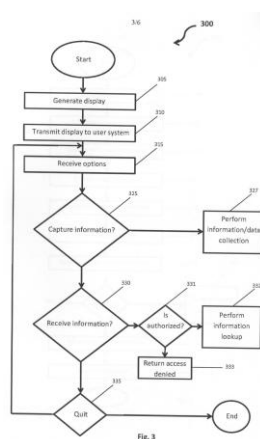 3/6
300
Start
305
Generate display
310
Transmit display to user system
315
Receive options
325
327
Capture information?
Perform
information/data
collection
330
331
332
Receive information?
Is
authorized?
Perform
information
lookup
Return access
denied
333
335
Quit
End
Fig. 3